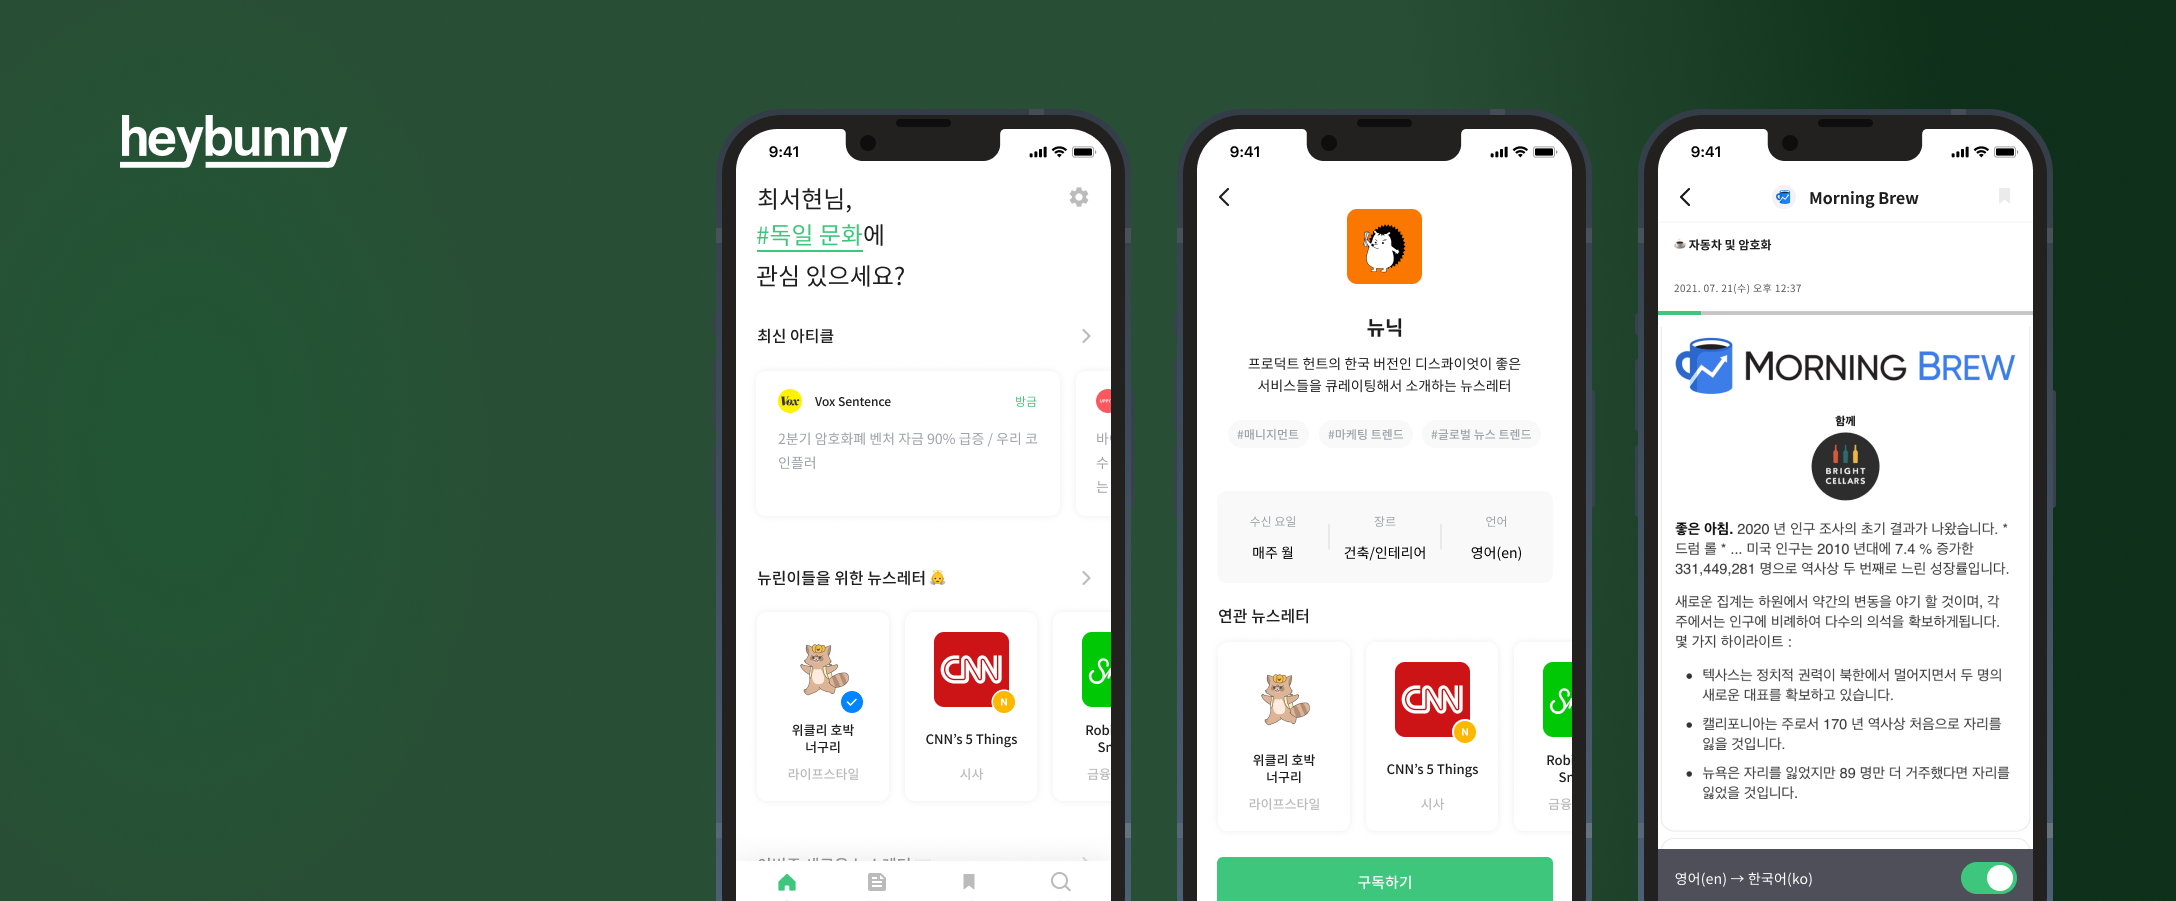 heybunny
9:41
최서현님,
#독일 문화에
관심 있으세요?
최신 아티클
Vox
Vox Sentence
방금
2분기 암호화폐 벤처 자금 90% 급증 / 우리 코
인플러
바
수
는
뉴린이들을 위한 뉴스레터
위클리 호박
너구리
라이프스타일
CNN
N
CNN's 5 Things
시사
Rob
Sr
금융
9:41
뉴닉
프로덕트 헌트의 한국 버전인 디스콰이엇이 좋은
서비스들을 큐레이팅해서 소개하는 뉴스레터
#매니지먼트
#마케팅 트렌드
#글로벌 뉴스 트렌드
수신 요일
매주 월
장르
건축/인테리어
언어
영어(en)
연관 뉴스레터
위클리 호박
너구리
라이프스타일
CNN
N
CNN's 5 Things
시사
Rob
Sr
금융
구독하기
9:41
Morning Brew
자동차 및 암호화
2021. 07. 21(수) 오후 12:37
MORNING BREW
함께
BRIGHT
CELLARS
좋은 아침. 2020 년 인구 조사의 초기 결과가 나왔습니다. *
드럼 롤 * ... 미국 인구는 2010 년대에 7.4 % 증가한
331,449,281 명으로 역사상 두 번째로 느린 성장률입니다.
새로운 집계는 하원에서 약간의 변동을 야기 할 것이며, 각
주에서는 인구에 비례하여 다수의 의석을 확보하게됩니다.
몇 가지 하이라이트 :
• 텍사스는 정치적 권력이 북한에서 멀어지면서 두 명의
새로운 대표를 확보하고 있습니다.
• 캘리포니아는 주로서 170 년 역사상 처음으로 자리를
잃을 것입니다.
• 뉴욕은 자리를 잃었지만 89 명만 더 거주했다면 자리를
잃었을 것입니다.
영어(en) → 한국어(ko)